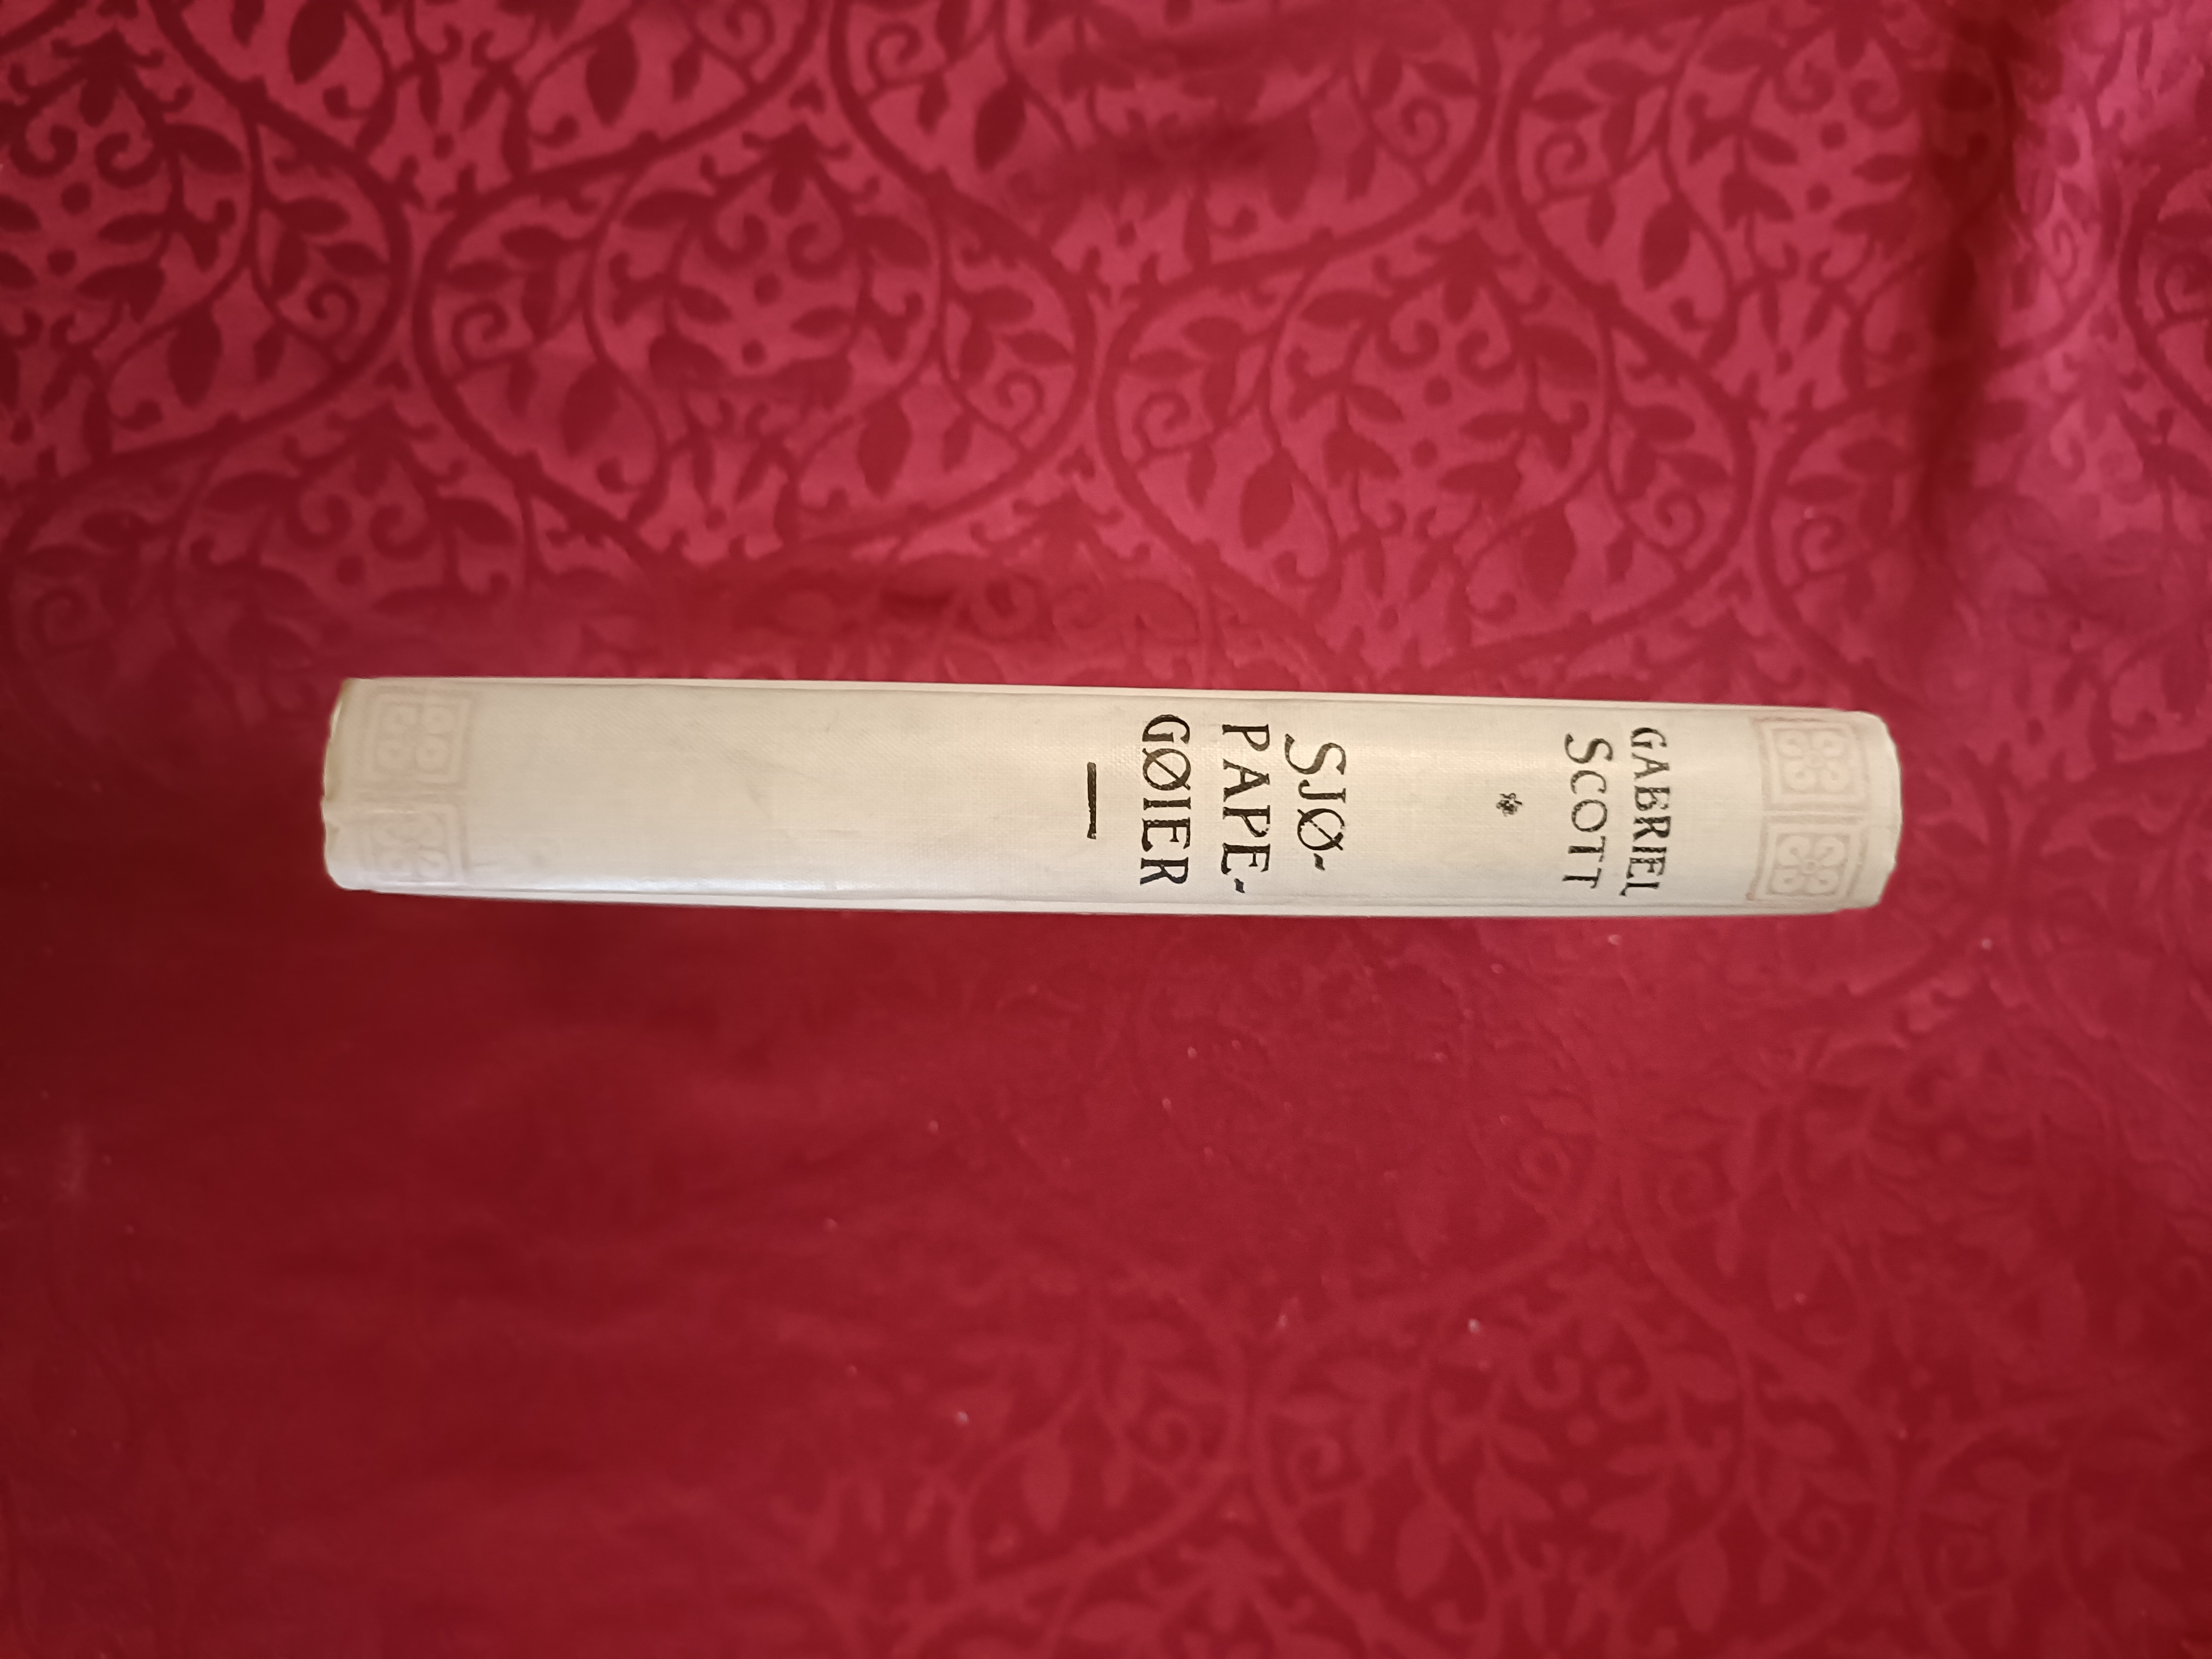 GABRIEL
SCOTT
SJØ-
PAPE-
GØIER